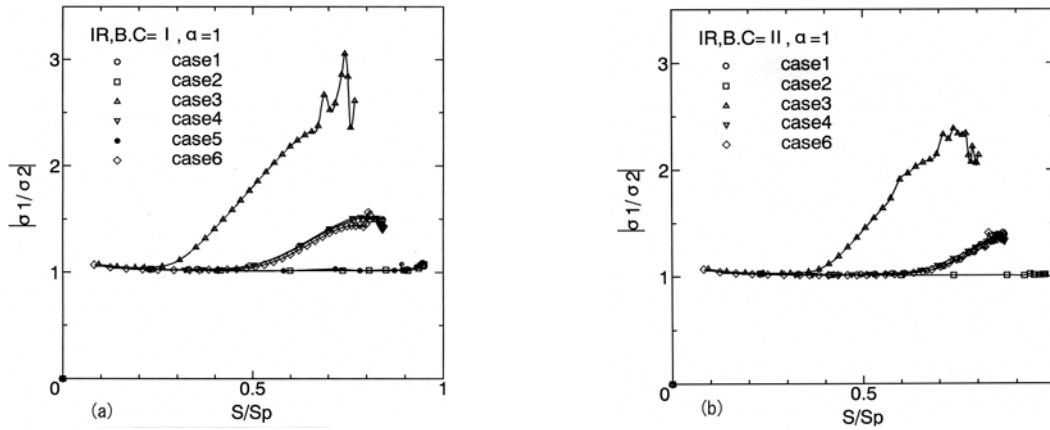 3
IR,B.C= I , α=1
case1
case2
case3
case4
case5
case6
2
1
0
0.5
1
|σ1/σ2|
S/Sp
(a)
3
IR,B.C= II , α=1
case1
case2
case3
case4
case6
2
1
0
0.5
|σ1/σ2|
S/Sp
(b)